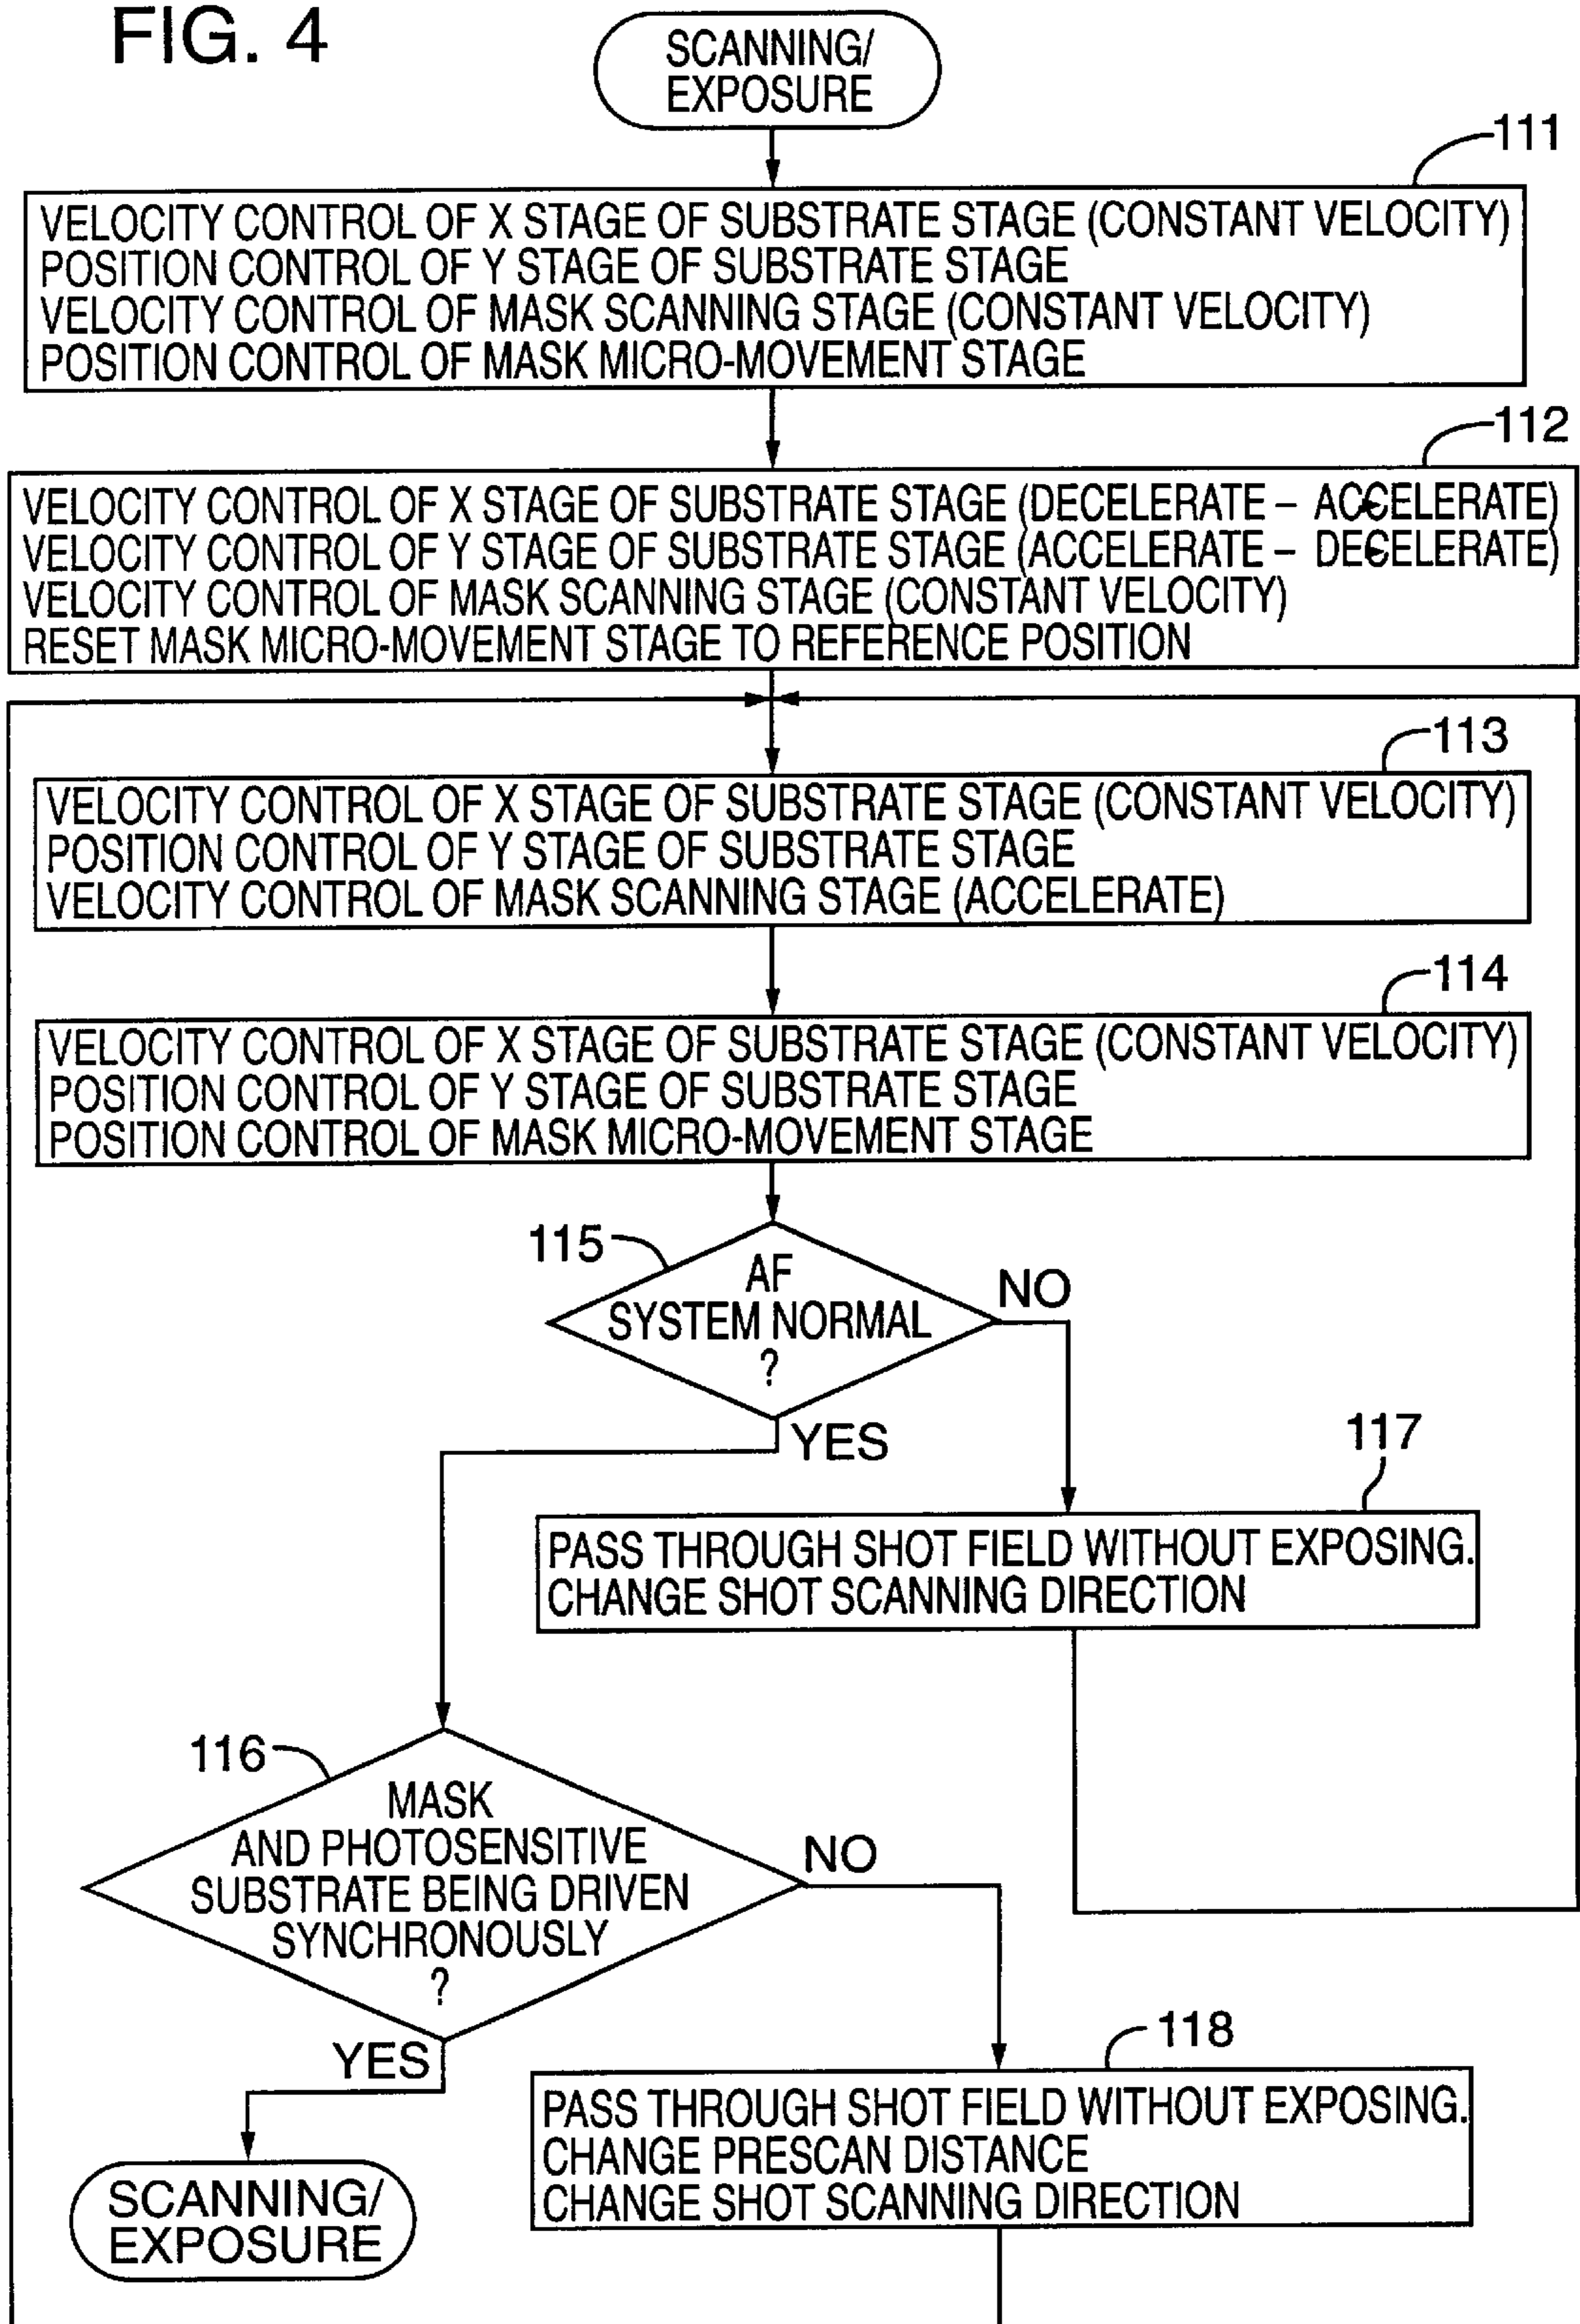 FIG. 4
SCANNING/
EXPOSURE
111
VELOCITY CONTROL OF X STAGE OF SUBSTRATE STAGE (CONSTANT VELOCITY)
POSITION CONTROL OF Y STAGE OF SUBSTRATE STAGE
VELOCITY CONTROL OF MASK SCANNING STAGE (CONSTANT VELOCITY)
POSITION CONTROL OF MASK MICRO-MOVEMENT STAGE
112
VELOCITY CONTROL OF X STAGE OF SUBSTRATE STAGE (DECELERATE – ACCELERATE)
VELOCITY CONTROL OF Y STAGE OF SUBSTRATE STAGE (ACCELERATE – DECELERATE)
VELOCITY CONTROL OF MASK SCANNING STAGE (CONSTANT VELOCITY)
RESET MASK MICRO-MOVEMENT STAGE TO REFERENCE POSITION
113
VELOCITY CONTROL OF X STAGE OF SUBSTRATE STAGE (CONSTANT VELOCITY)
POSITION CONTROL OF Y STAGE OF SUBSTRATE STAGE
VELOCITY CONTROL OF MASK SCANNING STAGE (ACCELERATE)
114
VELOCITY CONTROL OF X STAGE OF SUBSTRATE STAGE (CONSTANT VELOCITY)
POSITION CONTROL OF Y STAGE OF SUBSTRATE STAGE
POSITION CONTROL OF MASK MICRO-MOVEMENT STAGE
115
AF
SYSTEM NORMAL
?
NO
YES
117
PASS THROUGH SHOT FIELD WITHOUT EXPOSING.
CHANGE SHOT SCANNING DIRECTION
116
MASK
AND PHOTOSENSITIVE
SUBSTRATE BEING DRIVEN
SYNCHRONOUSLY
?
NO
YES
118
PASS THROUGH SHOT FIELD WITHOUT EXPOSING.
CHANGE PRESCAN DISTANCE
CHANGE SHOT SCANNING DIRECTION
SCANNING/
EXPOSURE